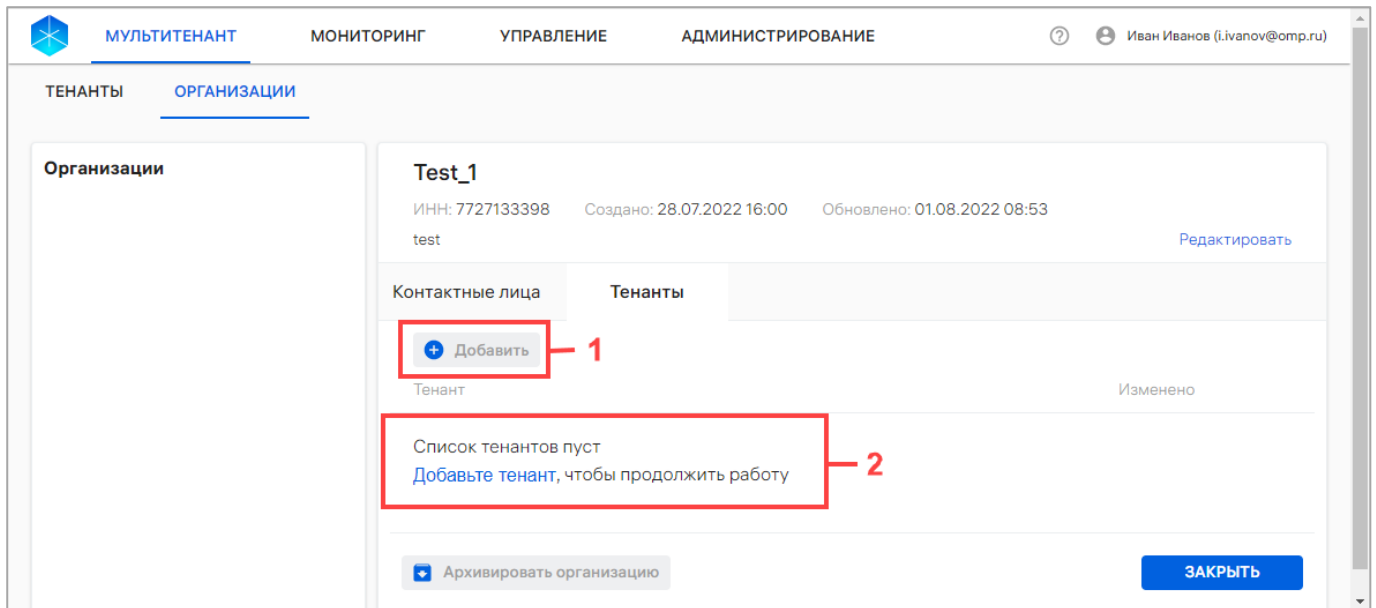 МУЛЬТИТЕНАНТ МОНИТОРИНГ УПРАВЛЕНИЕ АДМИНИСТРИРОВАНИЕ ? Иван Иванов (i.ivanov@omp.ru)
ТЕНАНТЫ ОРГАНИЗАЦИИ
Организации
Test_1
ИНН: 7727133398 Создано: 28.07.2022 16:00 Обновлено: 01.08.2022 08:53
test Редактировать
Контактные лица Тенанты
Добавить 1
Тенант Изменено
Список тенантов пуст
Добавьте тенант, чтобы продолжить работу 2
Архивировать организацию ЗАКРЫТЬ